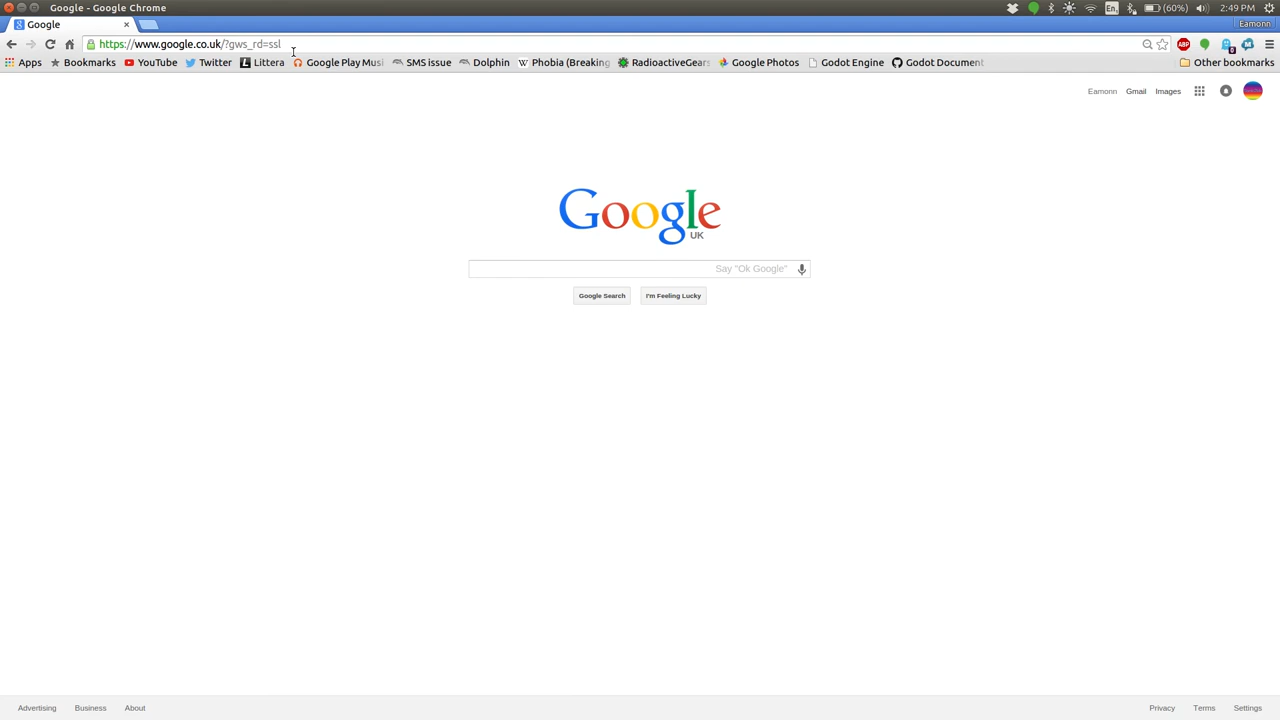 Google - Google Chrome
En
(60%)
2:49 PM
Google
Eamonn
https://www.google.co.uk/?gws_rd=ssl
ABP
Apps
Bookmarks
YouTube
Twitter
Littera
Google Play Musi
SMS issue
Dolphin
Phobia (Breaking
RadioactiveGear
Google Photos
Godot Engine
Godot Document
Other bookmarks
Eamonn
Gmail
Images
Google
UK
Say "Ok Google"
Google Search
I'm Feeling Lucky
Advertising
Business
About
Privacy
Terms
Settings